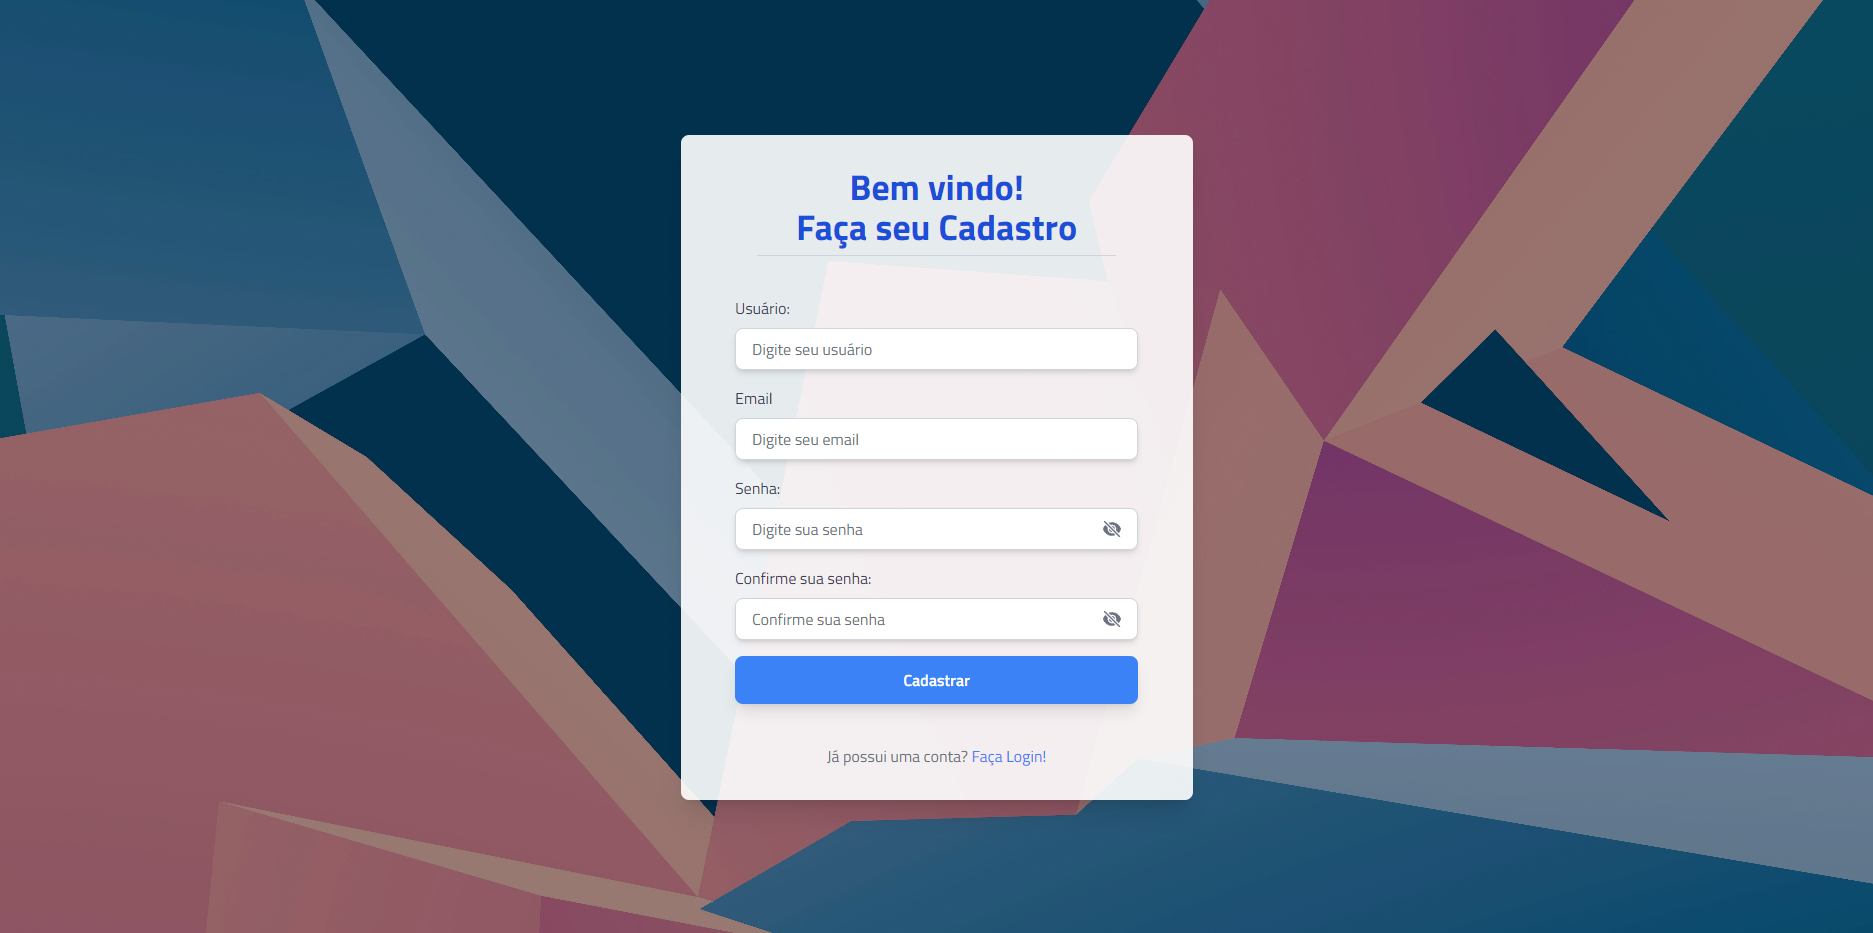 Bem vindo!
Faça seu Cadastro
Usuário:
Digite seu usuário
Email
Digite seu email
Senha:
Digite sua senha
Confirme sua senha:
Confirme sua senha
Cadastrar
Já possui uma conta? Faça Login!